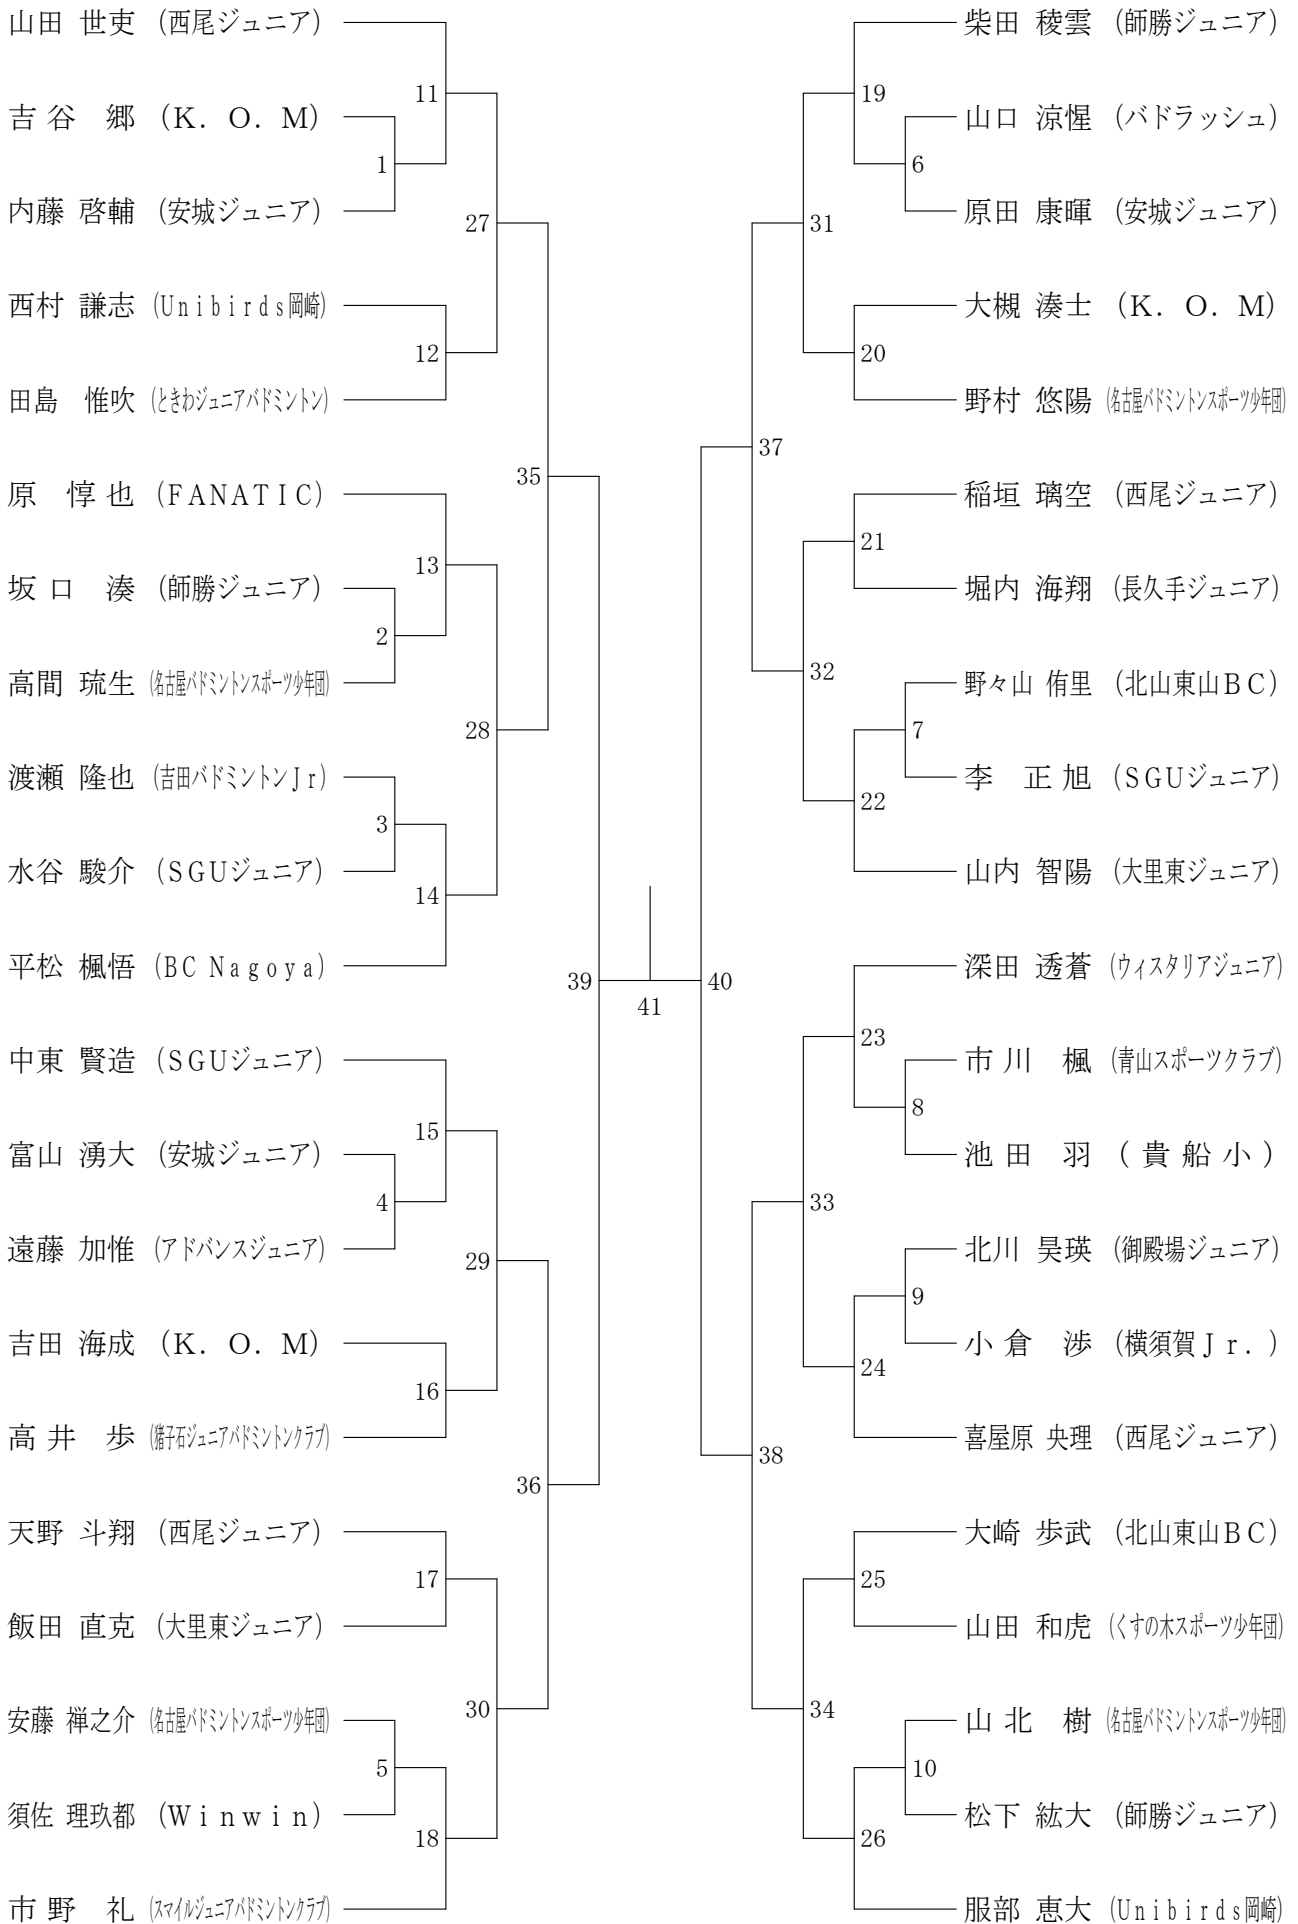 山田 世吏 (西尾ジュニア)
吉谷 郷 (K. O. M)
内藤 啓輔 (安城ジュニア)
西村 謙志 (Unibirds岡崎)
田島 惟吹 (ときわジュニアバドミントン)
原 惇也 (FANATIC)
坂口 湊 (師勝ジュニア)
高間 琉生 (名古屋バドミントンスポーツ少年団)
渡瀬 隆也 (吉田バドミントンJr)
水谷 駿介 (SGUジュニア)
平松 楓悟 (BC Nagoya)
中東 賢造 (SGUジュニア)
富山 湧大 (安城ジュニア)
遠藤 加惟 (アドバンスジュニア)
吉田 海成 (K. O. M)
高井 歩 (猪子石ジュニアバドミントンクラブ)
天野 斗翔 (西尾ジュニア)
飯田 直克 (大里東ジュニア)
安藤 禅之介 (名古屋バドミントンスポーツ少年団)
須佐 理玖都 (Winwin)
市野 礼 (スマイルジュニアバドミントンクラブ)
1
2
3
4
5
11
12
13
14
15
16
17
18
27
28
29
30
35
36
39
41
40
37
38
31
32
33
34
19
20
21
22
23
24
25
26
6
7
8
9
10
柴田 稜雲 (師勝ジュニア)
山口 涼惺 (バドラッシュ)
原田 康暉 (安城ジュニア)
大槻 湊士 (K. O. M)
野村 悠陽 (名古屋バドミントンスポーツ少年団)
稲垣 璃空 (西尾ジュニア)
堀内 海翔 (長久手ジュニア)
野々山 侑里 (北山東山BC)
李 正旭 (SGUジュニア)
山内 智陽 (大里東ジュニア)
深田 透蒼 (ウィスタリアジュニア)
市川 楓 (青山スポーツクラブ)
池田 羽 (貴船小)
北川 昊瑛 (御殿場ジュニア)
小倉 渉 (横須賀Jr.)
喜屋原 央理 (西尾ジュニア)
大崎 歩武 (北山東山BC)
山田 和虎 (くすの木スポーツ少年団)
山北 樹 (名古屋バドミントンスポーツ少年団)
松下 紘大 (師勝ジュニア)
服部 恵大 (Unibirds岡崎)